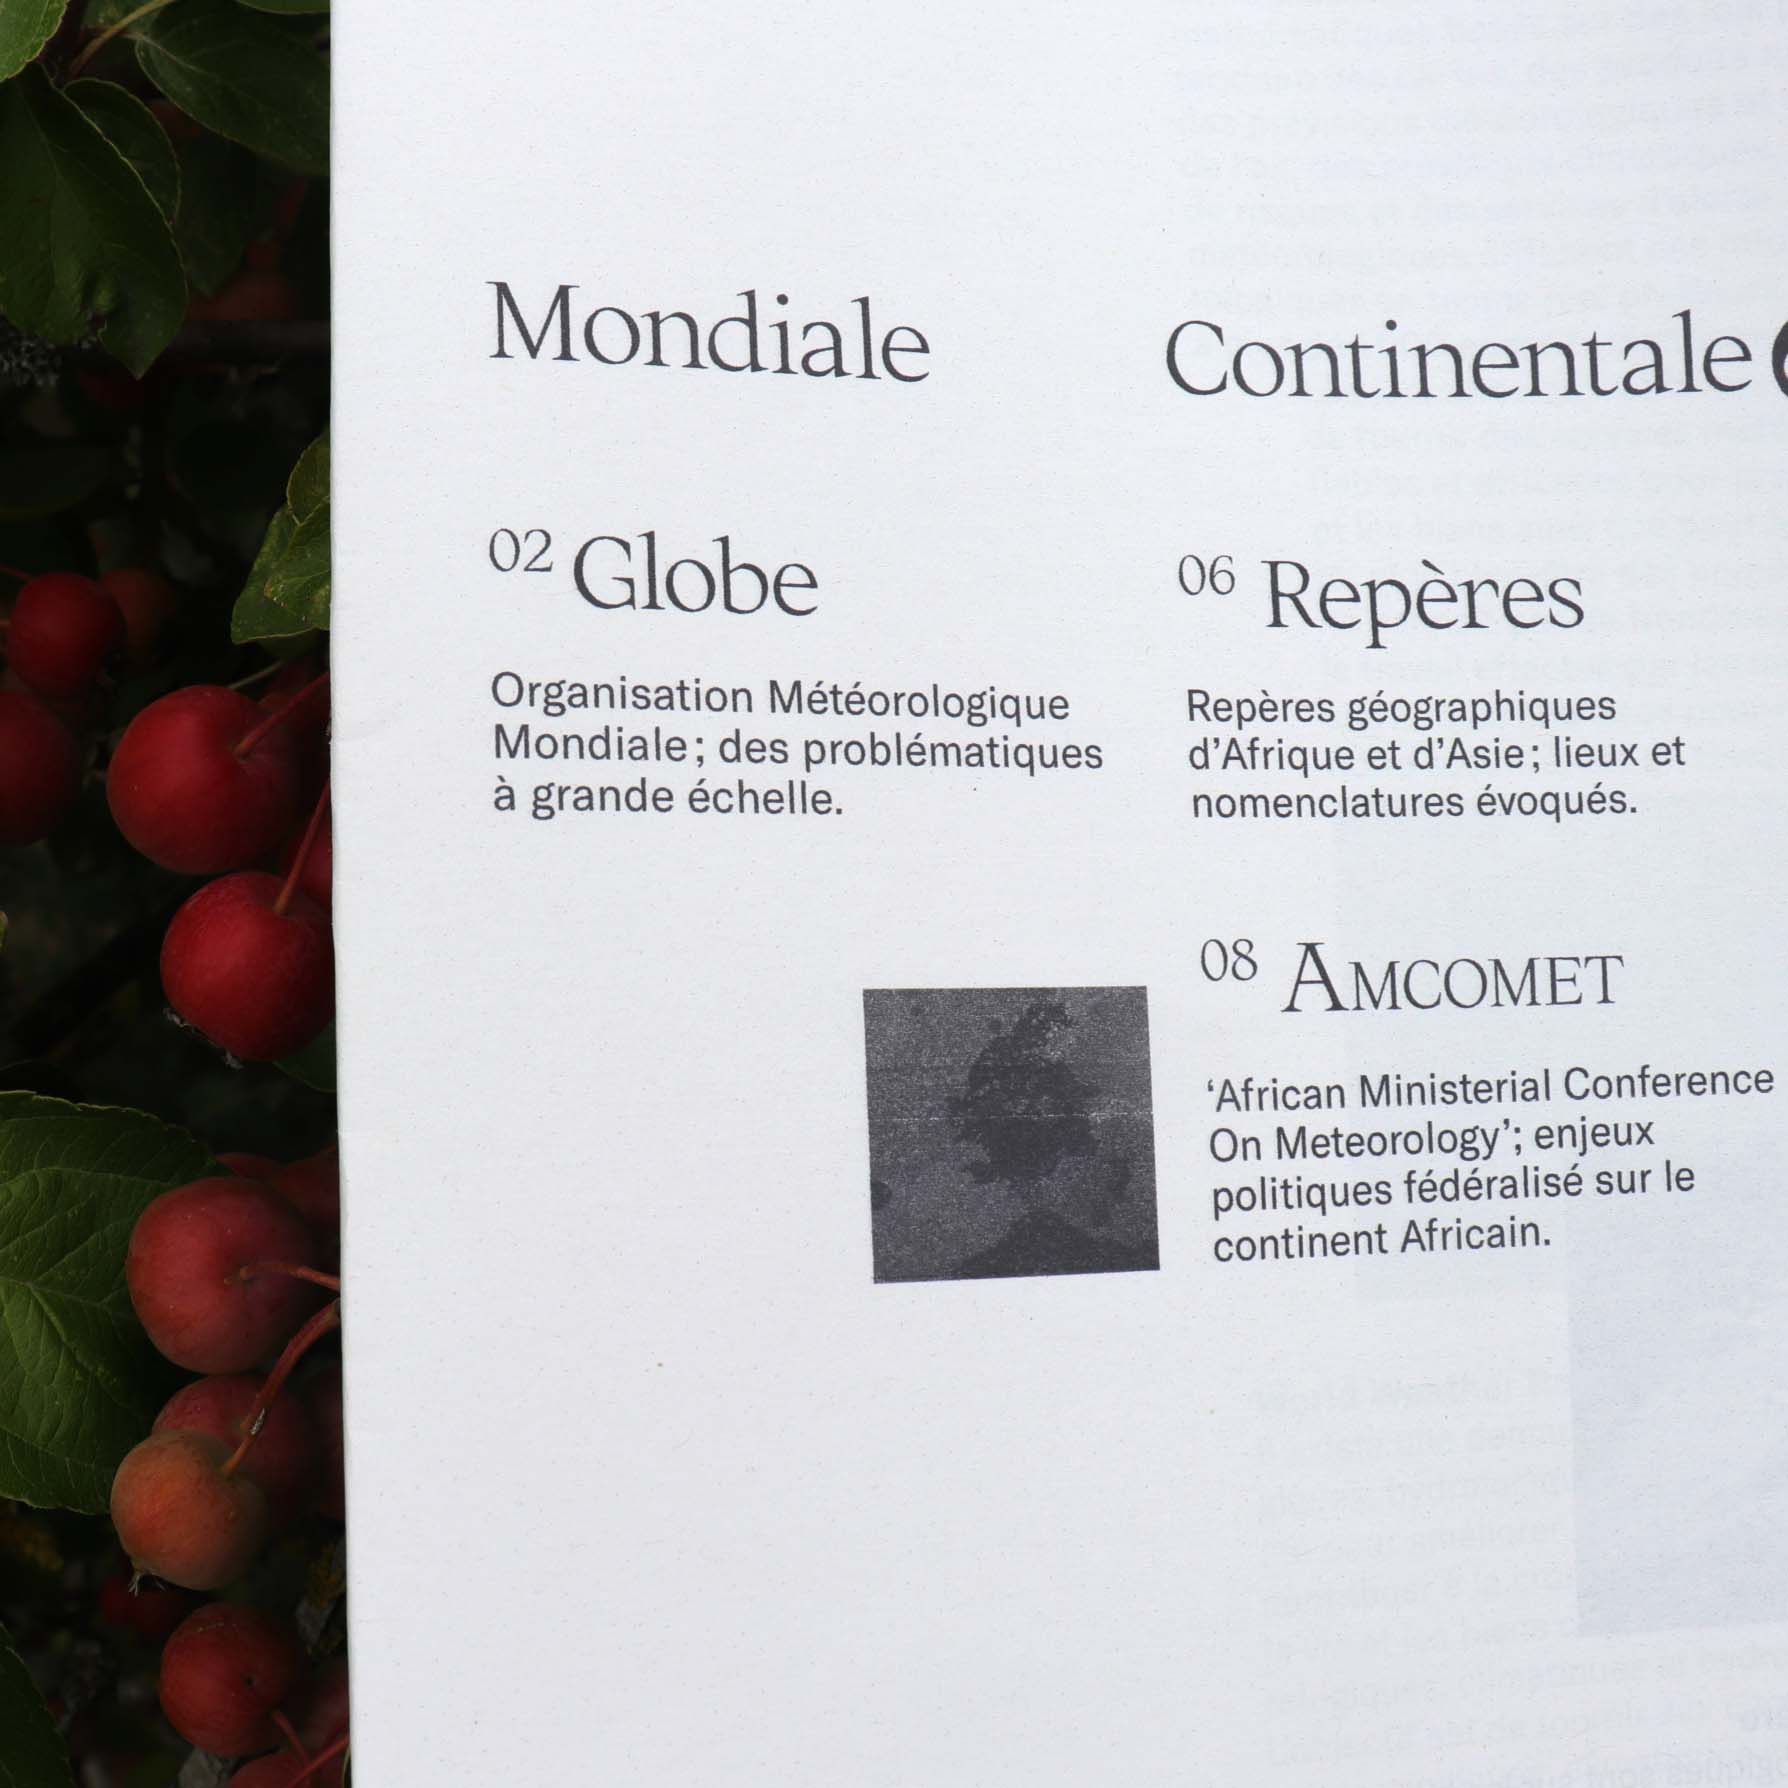 Mondiale
02 Globe
Organisation Météorologique
Mondiale; des problématiques
à grande échelle.
Continentale
06 Repères
Repères géographiques
d’Afrique et d’Asie; lieux et
nomenclatures évoqués.
08 AMCOMET
‘African Ministerial Conference
On Meteorology’; enjeux
politiques fédéralisé sur le
continent Africain.